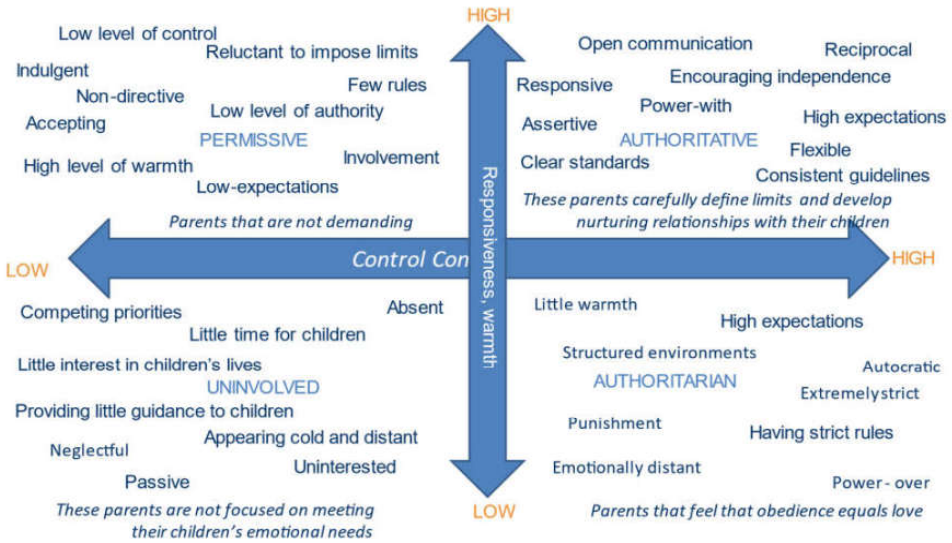 HIGH
Low level of control
Reluctant to impose limits
Indulgent
Few rules
Non-directive
Low level of authority
Accepting
PERMISSIVE
Involvement
High level of warmth
Low-expectations
Parents that are not demanding
Open communication
Reciprocal
Encouraging independence
Responsive
Power-with
High expectations
Assertive
AUTHORITATIVE
Flexible
Clear standards
Consistent guidelines
These parents carefully define limits and develop
nurturing relationships with their children
LOW
Control Con
HIGH
Responsiveness, warmth
Competing priorities
Absent
Little time for children
Little interest in children's lives
UNINVOLVED
Providing little guidance to children
Appearing cold and distant
Neglectful
Uninterested
Passive
These parents are not focused on meeting
their children's emotional needs
Little warmth
High expectations
Structured environments
Autocratic
AUTHORITARIAN
Extremely strict
Punishment
Having strict rules
Emotionally distant
Power - over
LOW
Parents that feel that obedience equals love